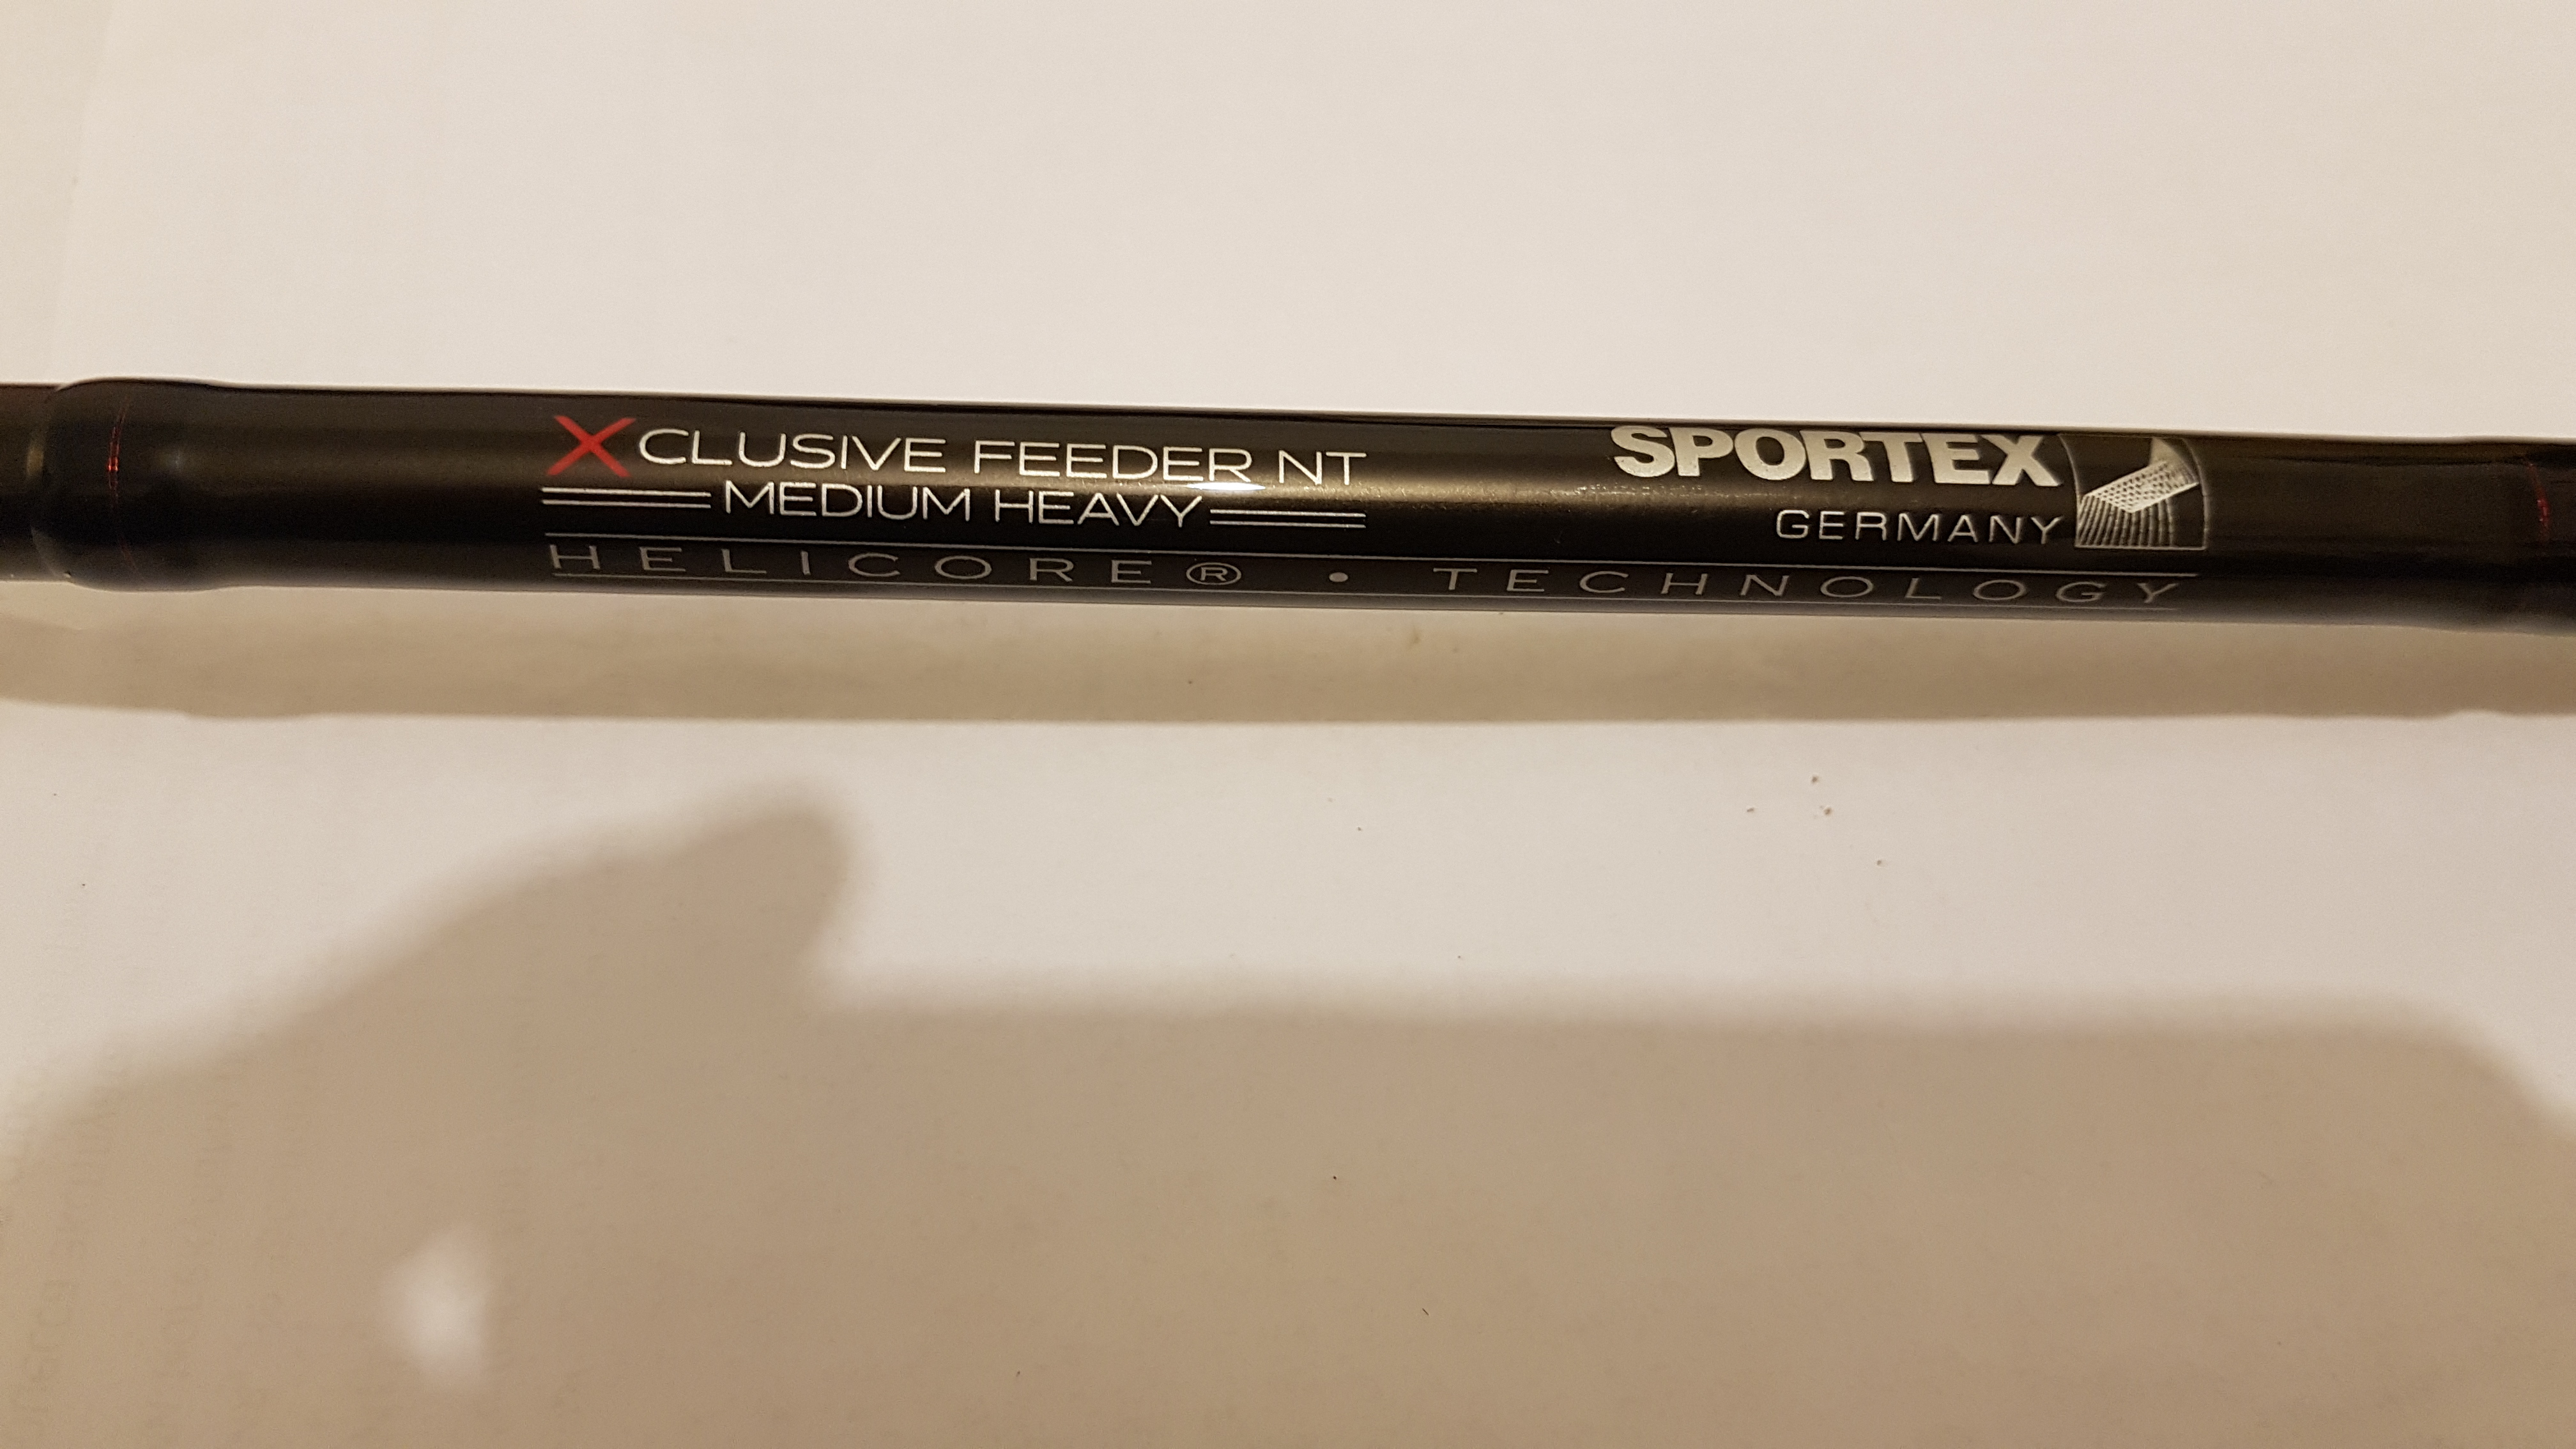 XCLUSIVE FEEDER NT
MEDIUM HEAVY
SPORTEX
GERMANY
HELICORE® • TECHNOLOGY